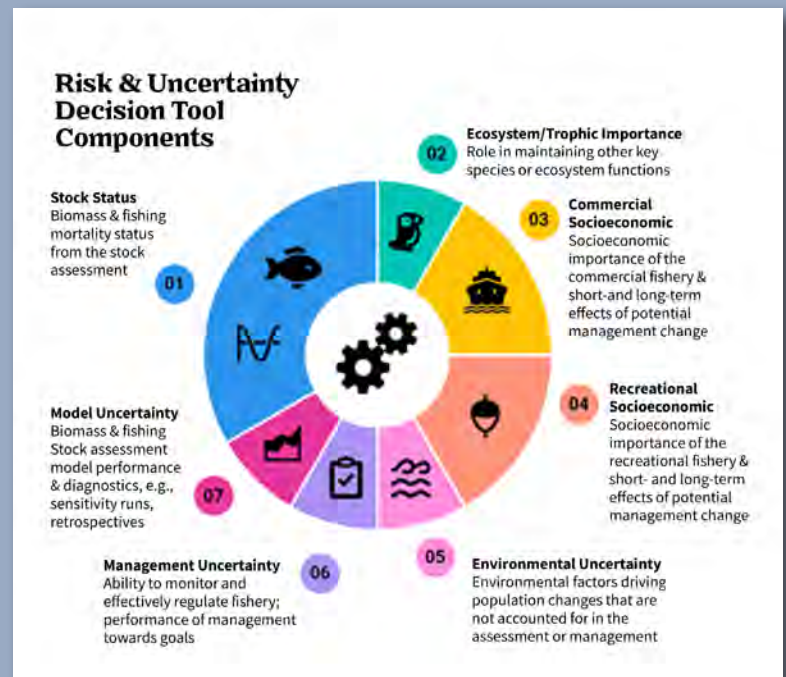 Risk & Uncertainty
Decision Tool
Components
Stock Status
Biomass & fishing
mortality status
from the stock
assessment
01
02
Ecosystem/Trophic Importance
Role in maintaining other key
species or ecosystem functions
03
Commercial
Socioeconomic
Socioeconomic
importance of the
commercial fishery &
short-and long-term
effects of potential
management change
04
Recreational
Socioeconomic
Socioeconomic
importance of the
recreational fishery &
short- and long-term
effects of potential
management change
05
Environmental Uncertainty
Environmental factors driving
population changes that are
not accounted for in the
assessment or management
06
Management Uncertainty
Ability to monitor and
effectively regulate fishery;
performance of management
towards goals
07
Model Uncertainty
Biomass & fishing
Stock assessment
model performance
& diagnostics, e.g.,
sensitivity runs,
retrospectives